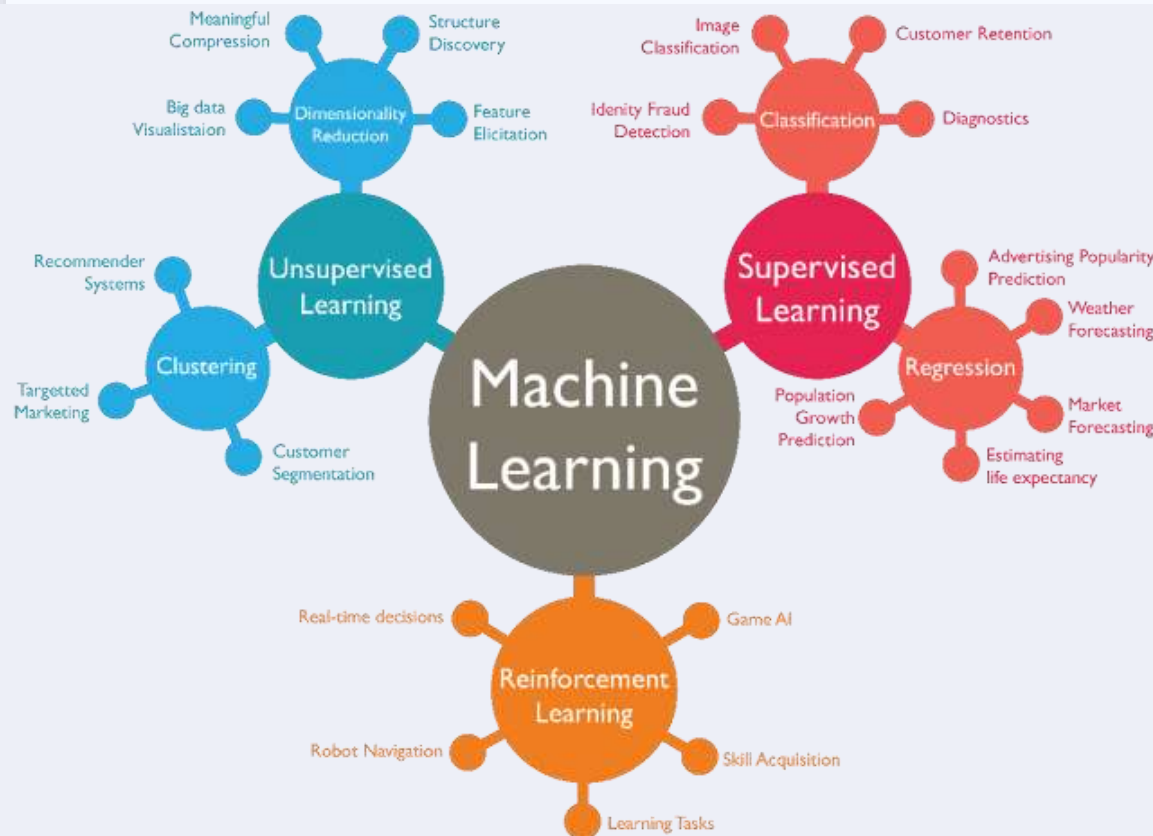 Meaningful
Compression
Structure
Discovery
Big data
Visualistaion
Dimensionality
Reduction
Feature
Elicitation
Image
Classification
Customer Retention
Idenity Fraud
Detection
Classification
Diagnostics
Recommender
Systems
Unsupervised
Learning
Clustering
Targetted
Marketing
Customer
Segmentation
Machine
Learning
Supervised
Learning
Advertising Popularity
Prediction
Weather
Forecasting
Regression
Population
Growth
Prediction
Market
Forecasting
Estimating
life expectancy
Real-time decisions
Game AI
Reinforcement
Learning
Robot Navigation
Skill Acquisition
Learning Tasks